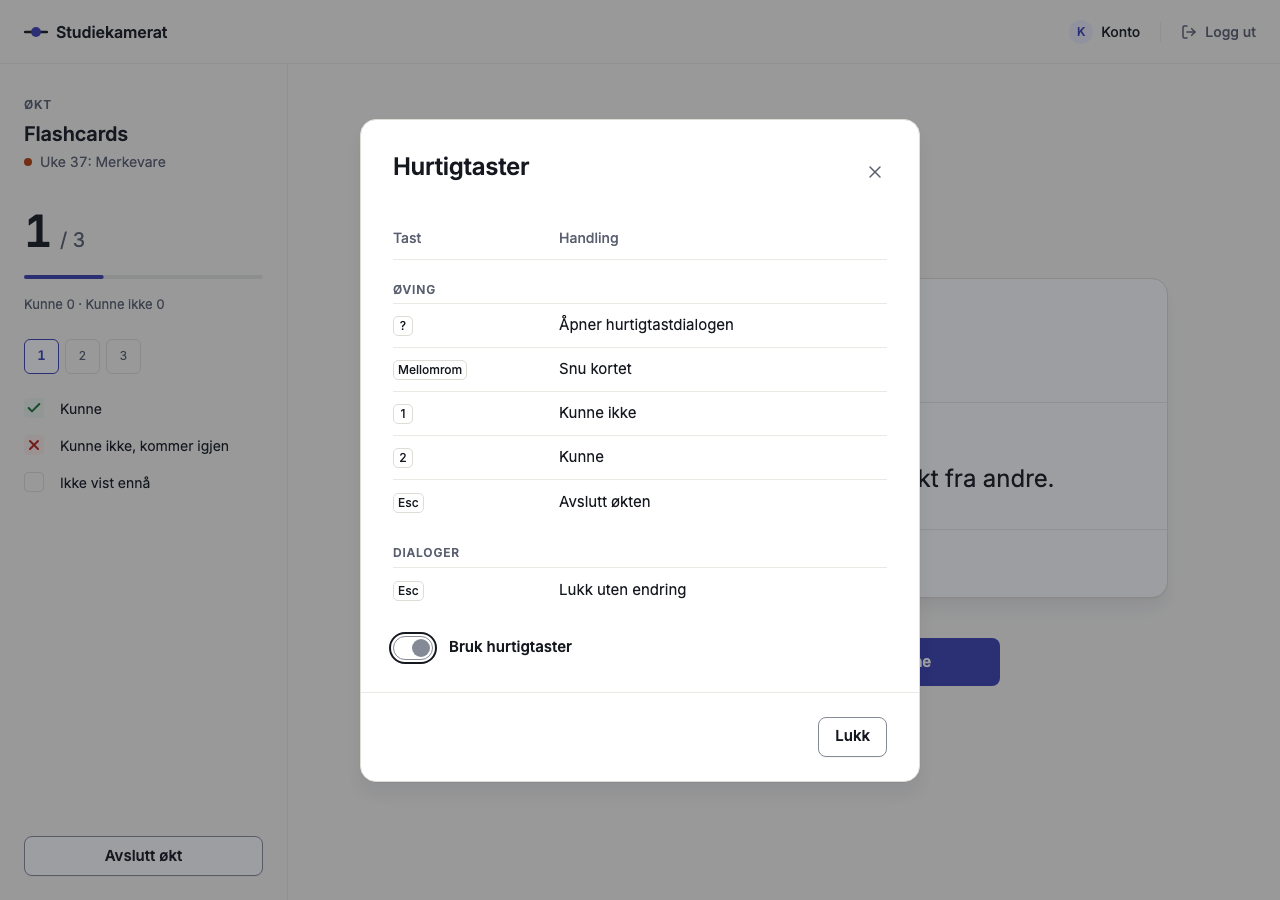 Studiekamerat
K Konto
Logg ut
ØKT
Flashcards
Uke 37: Merkevare
1 / 3
Kunne 0 · Kunne ikke 0
1 2 3
Kunne
Kunne ikke, kommer igjen
Ikke vist ennå
Avslutt økt
Hurtigtaster
Tast Handling
ØVING
? Åpner hurtigtastdialogen
Mellomrom Snu kortet
1 Kunne ikke
2 Kunne
Esc Avslutt økten
DIALOGER
Esc Lukk uten endring
Bruk hurtigtaster
Lukk
fra andre.